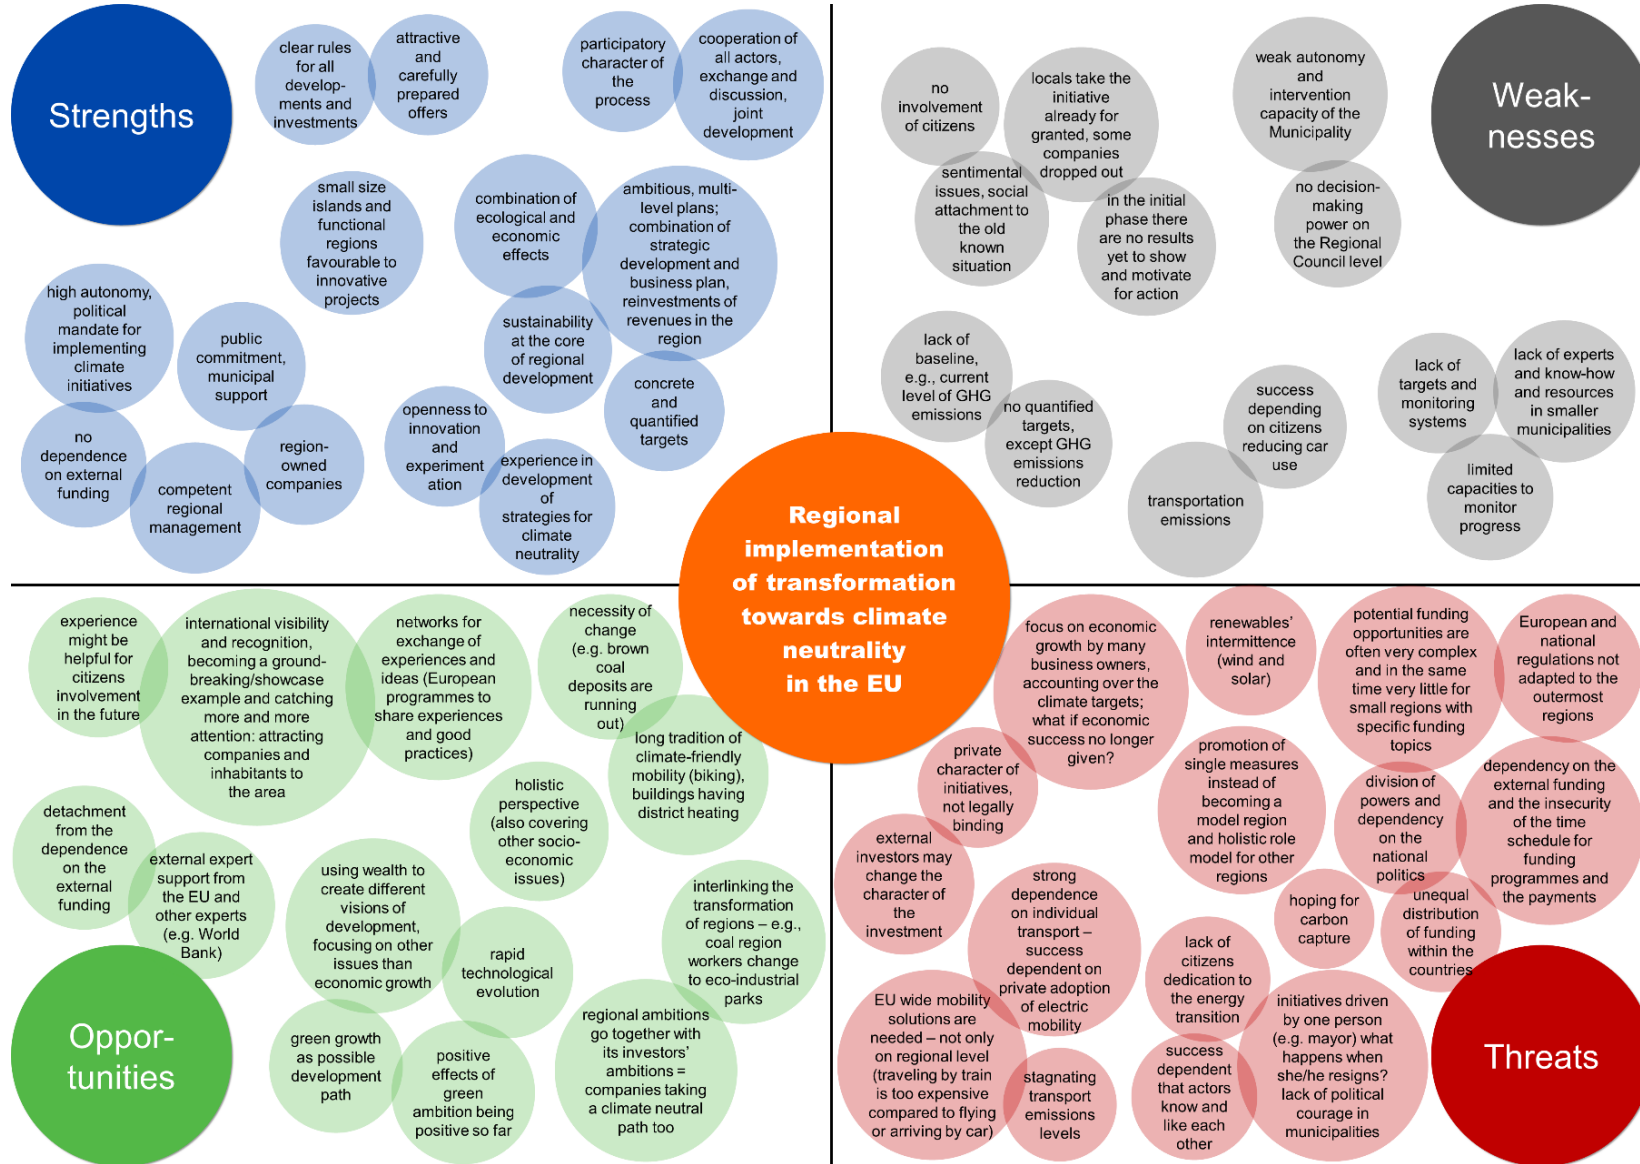 Strengths
clear rules
for all
develop-
ments and
investments
attractive
and
carefully
prepared
offers
participatory
character of
the
process
cooperation of
all actors,
exchange and
discussion,
joint
development
small size
islands and
functional
regions
favourable to
innovative
projects
combination of
ecological and
economic
effects
ambitious, multi-
level plans;
combination of
strategic
development and
business plan,
reinvestments of
revenues in the
region
high autonomy,
political
mandate for
implementing
climate
initiatives
public
commitment,
municipal
support
sustainability
at the core
of regional
development
concrete
and
quantified
targets
no
dependence
on external
funding
competent
regional
management
region-
owned
companies
openness to
innovation
and
experiment
ation
experience in
development
of
strategies for
climate
neutrality
Weak-
nesses
no
involvement
of citizens
locals take the
initiative
already for
granted, some
companies
dropped out
weak autonomy
and
intervention
capacity of the
Municipality
sentimental
issues, social
attachment to
the old
known
situation
in the initial
phase there
are no results
yet to show
and motivate
for action
no decision-
making
power on
the Regional
Council level
lack of
baseline,
e.g., current
level of GHG
emissions
no quantified
targets,
except GHG
emissions
reduction
transportation
emissions
success
depending
on citizens
reducing car
use
lack of
targets and
monitoring
systems
lack of experts
and know-how
and resources
in smaller
municipalities
limited
capacities to
monitor
progress
Regional
implementation
of transformation
towards climate
neutrality
in the EU
experience
might be
helpful for
citizens
involvement
in the future
international visibility
and recognition,
becoming a ground-
breaking/showcase
example and catching
more and more
attention: attracting
companies and
inhabitants to
the area
networks for
exchange of
experiences and
ideas (European
programmes to
share experiences
and good
practices)
necessity of
change
(e.g. brown
coal
deposits are
running
out)
long tradition of
climate-friendly
mobility (biking),
buildings having
district heating
holistic
perspective
(also covering
other socio-
economic
issues)
detachment
from the
dependence
on the
external
funding
external expert
support from
the EU and
other experts
(e.g. World
Bank)
using wealth to
create different
visions of
development,
focusing on other
issues than
economic growth
rapid
technological
evolution
interlinking the
transformation
of regions – e.g.,
coal region
workers change
to eco-industrial
parks
Oppor-
tunities
green growth
as possible
development
path
positive
effects of
green
ambition being
positive so far
regional ambitions
go together with
its investors'
ambitions =
companies taking
a climate neutral
path too
focus on economic
growth by many
business owners,
accounting over the
climate targets;
what if economic
success no longer
given?
renewables'
intermittence
(wind and
solar)
potential funding
opportunities are
often very complex
and in the same
time very little for
small regions with
specific funding
topics
European and
national
regulations not
adapted to the
outermost
regions
private
character of
initiatives,
not legally
binding
promotion of
single measures
instead of
becoming a
model region
and holistic role
model for other
regions
division of
powers and
dependency
on the
national
politics
dependency on the
external funding
and the insecurity
of the time
schedule for
funding
programmes and
the payments
external
investors may
change the
character of
the
investment
strong
dependence
on individual
transport –
success
dependent on
private adoption
of electric
mobility
hoping for
carbon
capture
unequal
distribution
of funding
within the
countries
lack of
citizens
dedication to
the energy
transition
EU wide mobility
solutions are
needed – not only
on regional level
(traveling by train
is too expensive
compared to flying
or arriving by car)
stagnating
transport
emissions
levels
success
dependent
that actors
know and
like each
other
initiatives driven
by one person
(e.g. mayor) what
happens when
she/he resigns?
lack of political
courage in
municipalities
Threats